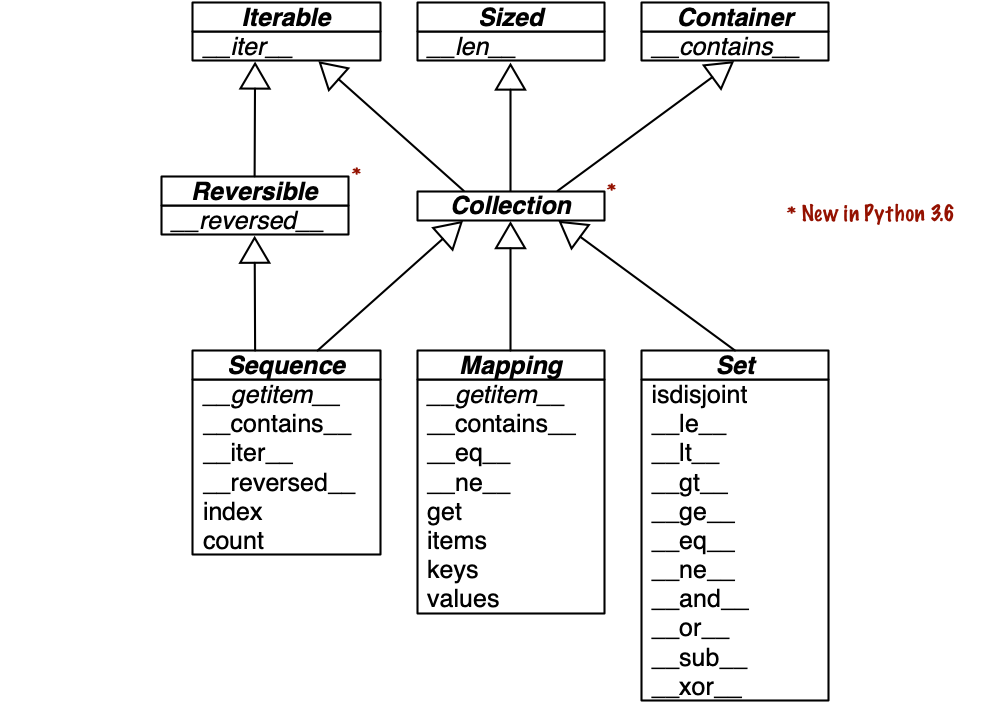 Iterable
__iter__
Sized
__len__
Container
__contains__
Reversible
__reversed__
*
Collection
*
* New in Python 3.6
Sequence
__getitem__
__contains__
__iter__
__reversed__
index
count
Mapping
__getitem__
__contains__
__eq__
__ne__
get
items
keys
values
Set
isdisjoint
__le__
__lt__
__gt__
__ge__
__eq__
__ne__
__and__
__or__
__sub__
__xor__